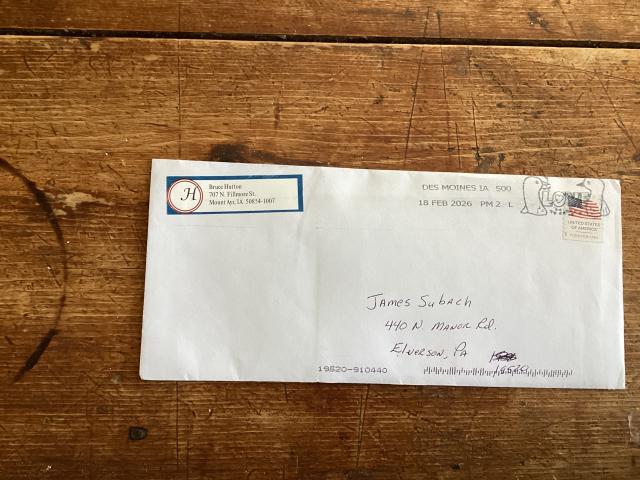 H
Bruce Hutton
707 N. Fillmore St.
Mount Ayr, IA 50854-1007
DES MOINES IA 500
18 FEB 2026 PM 2 L
UNITED STATES
OF AMERICA
James Subach
440 N. Manor Rd.
Elverson, PA
19520
19520-910440